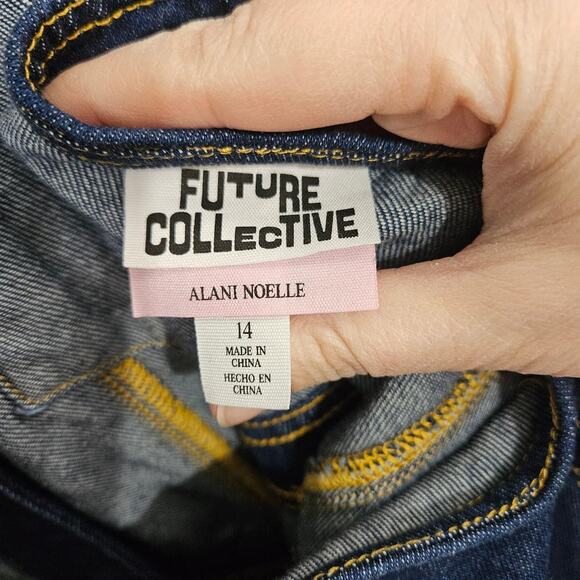 FUTURE
COLLECTIVE
ALANI NOELLE
14
MADE IN
CHINA
HECHO EN
CHINA